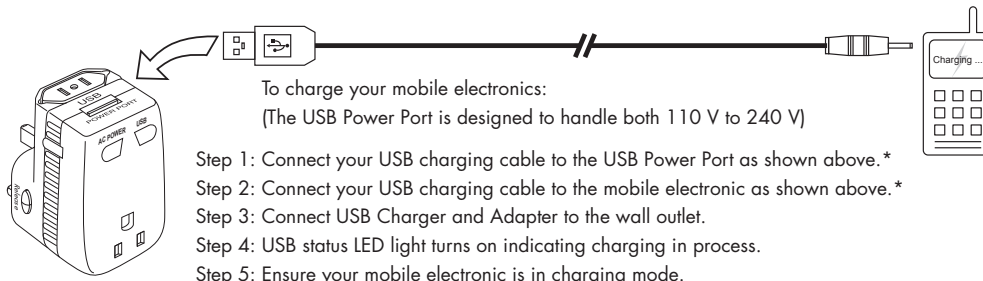 Charging ...
USB
POWER PORT
AC POWER USB
Release
To charge your mobile electronics:
(The USB Power Port is designed to handle both 110 V to 240 V)
Step 1: Connect your USB charging cable to the USB Power Port as shown above.*
Step 2: Connect your USB charging cable to the mobile electronic as shown above.*
Step 3: Connect USB Charger and Adapter to the wall outlet.
Step 4: USB status LED light turns on indicating charging in process.
Step 5: Ensure your mobile electronic is in charging mode.